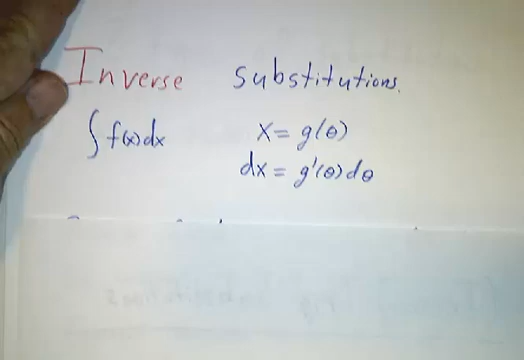 Inverse substitutions.
∫ f(x)dx x = g(θ)
dx = g'(θ)dθ